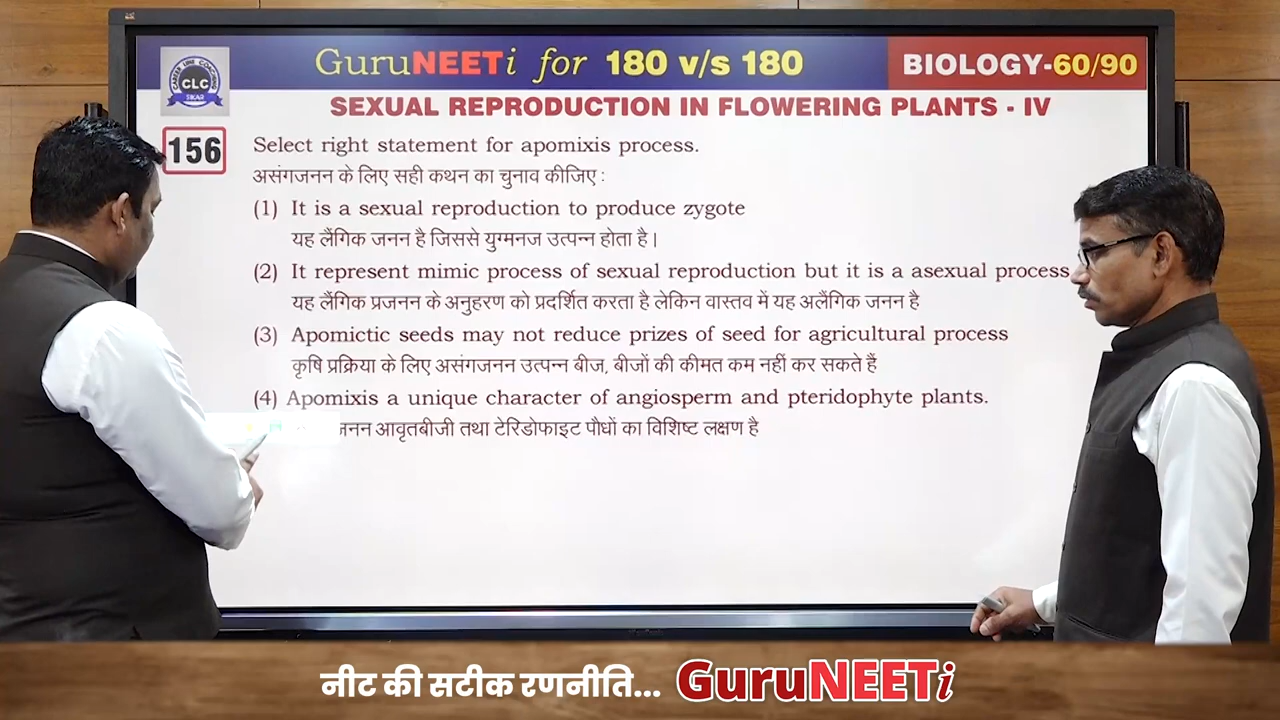 GuruNEETi for 180 v/s 180
BIOLOGY-60/90
CAREER LINE COACHING
CLC
SIKAR
SEXUAL REPRODUCTION IN FLOWERING PLANTS - IV
156 Select right statement for apomixis process.
असंगजनन के लिए सही कथन का चुनाव कीजिए :
(1) It is a sexual reproduction to produce zygote
यह लैंगिक जनन है जिससे युग्मनज उत्पन्न होता है।
(2) It represent mimic process of sexual reproduction but it is a asexual process
यह लैंगिक प्रजनन के अनुहरण को प्रदर्शित करता है लेकिन वास्तव में यह अलैंगिक जनन है
(3) Apomictic seeds may not reduce prizes of seed for agricultural process
कृषि प्रक्रिया के लिए असंगजनन उत्पन्न बीज, बीजों की कीमत कम नहीं कर सकते हैं
(4) Apomixis a unique character of angiosperm and pteridophyte plants.
जनन आवृतबीजी तथा टेरिडोफाइट पौधों का विशिष्ट लक्षण है
नीट की सटीक रणनीति... GuruNEETi